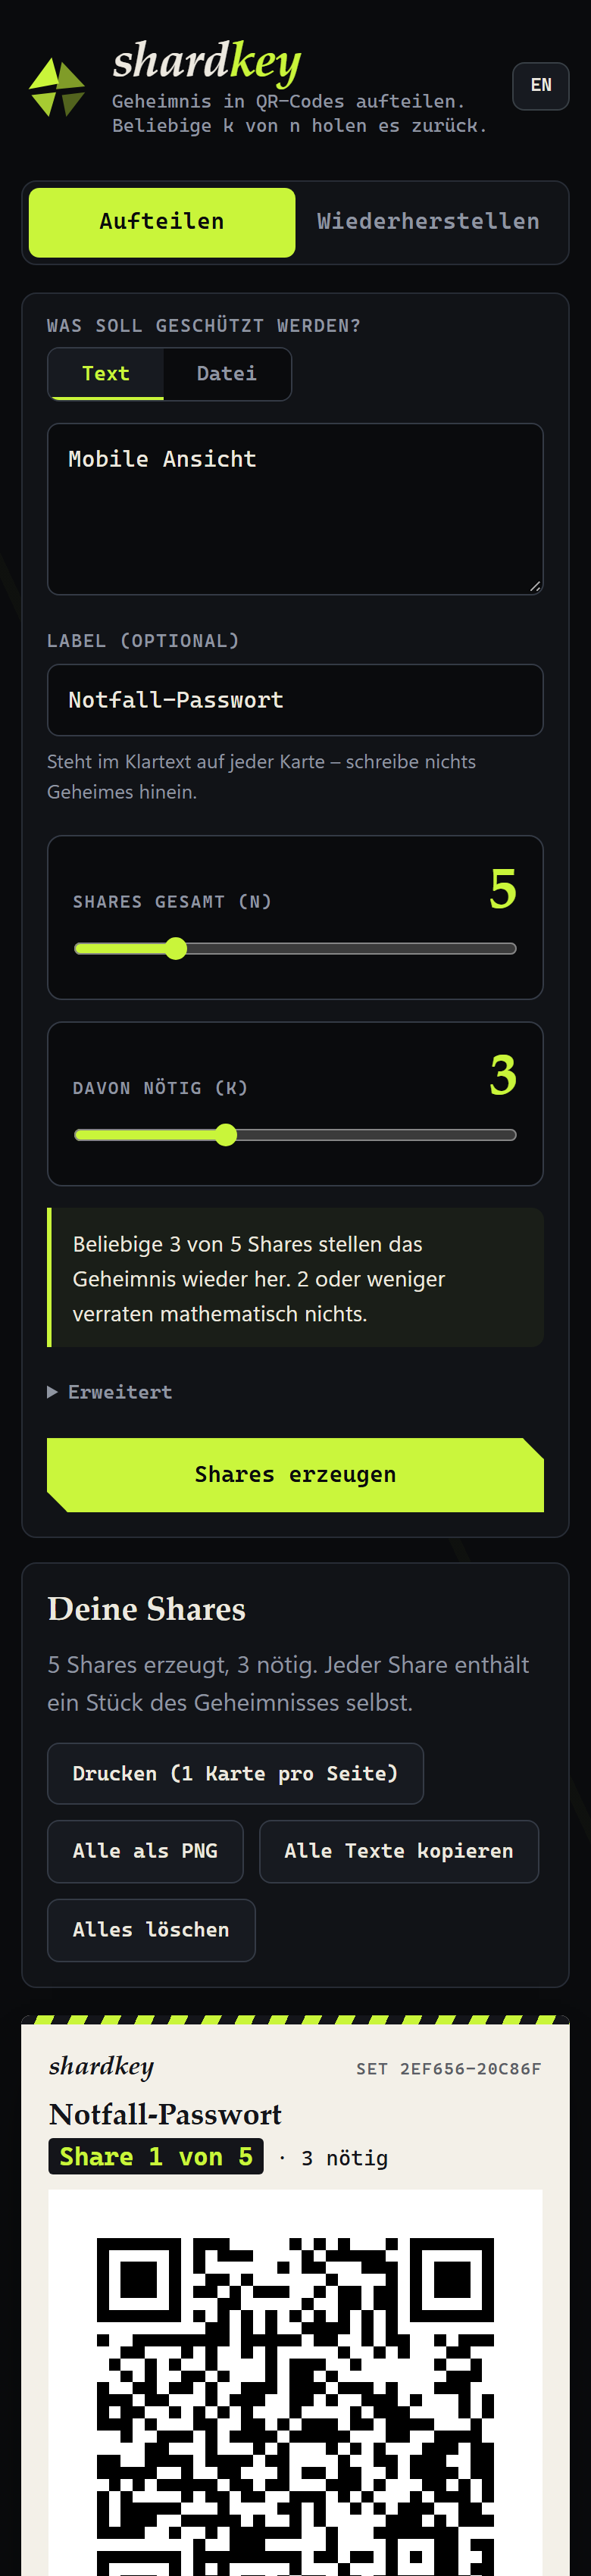 shardkey
Geheimnis in QR-Codes aufteilen.
Beliebige k von n holen es zurück.
EN
Aufteilen
Wiederherstellen
WAS SOLL GESCHÜTZT WERDEN?
Text
Datei
Mobile Ansicht
LABEL (OPTIONAL)
Notfall-Passwort
Steht im Klartext auf jeder Karte – schreibe nichts
Geheimes hinein.
SHARES GESAMT (N)
5
DAVON NÖTIG (K)
3
Beliebige 3 von 5 Shares stellen das
Geheimnis wieder her. 2 oder weniger
verraten mathematisch nichts.
Erweitert
Shares erzeugen
Deine Shares
5 Shares erzeugt, 3 nötig. Jeder Share enthält
ein Stück des Geheimnisses selbst.
Drucken (1 Karte pro Seite)
Alle als PNG
Alle Texte kopieren
Alles löschen
shardkey
SET 2EF656-20C86F
Notfall-Passwort
Share 1 von 5 · 3 nötig